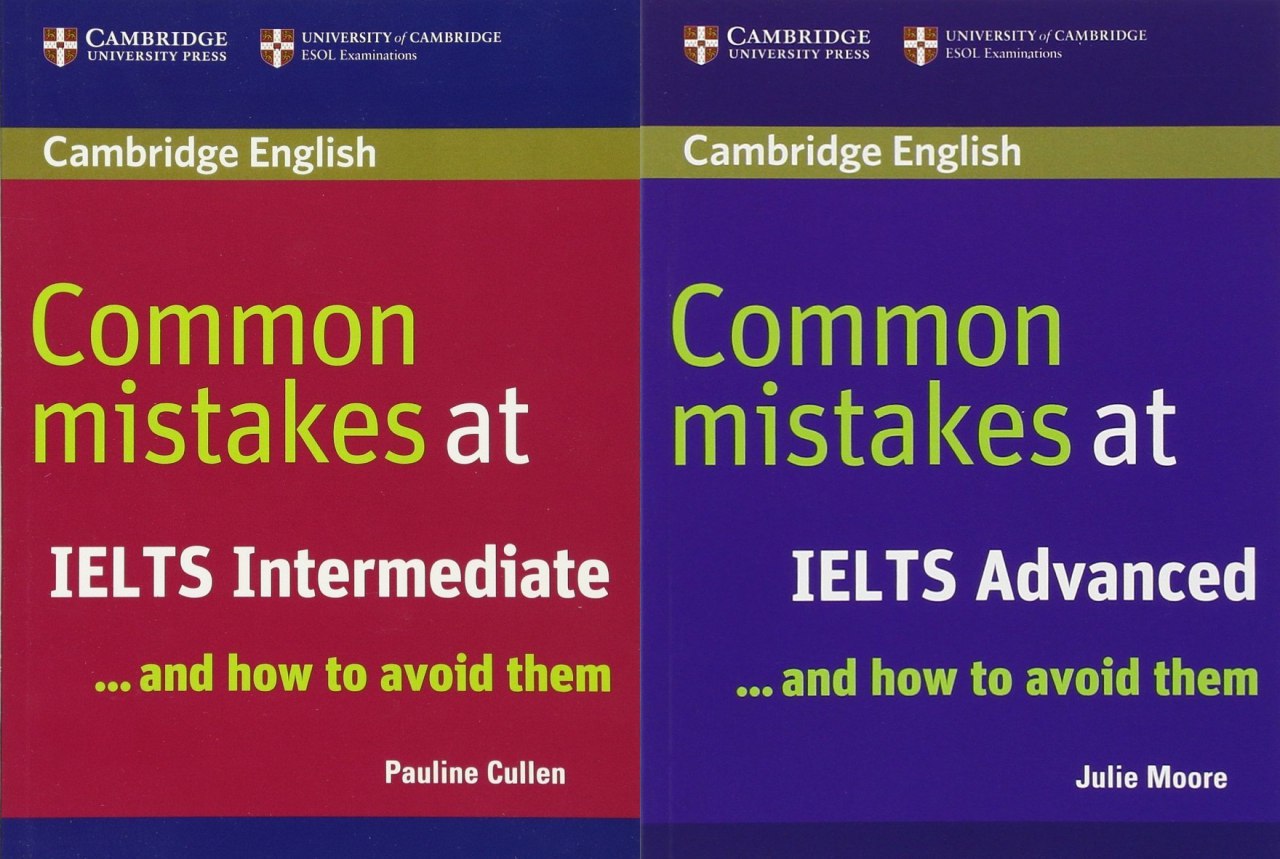 CAMBRIDGE
UNIVERSITY PRESS
UNIVERSITY of CAMBRIDGE
ESOL Examinations
Cambridge English
Common
mistakes at
IELTS Intermediate
... and how to avoid them
Pauline Cullen
CAMBRIDGE
UNIVERSITY PRESS
UNIVERSITY of CAMBRIDGE
ESOL Examinations
Cambridge English
Common
mistakes at
IELTS Advanced
... and how to avoid them
Julie Moore